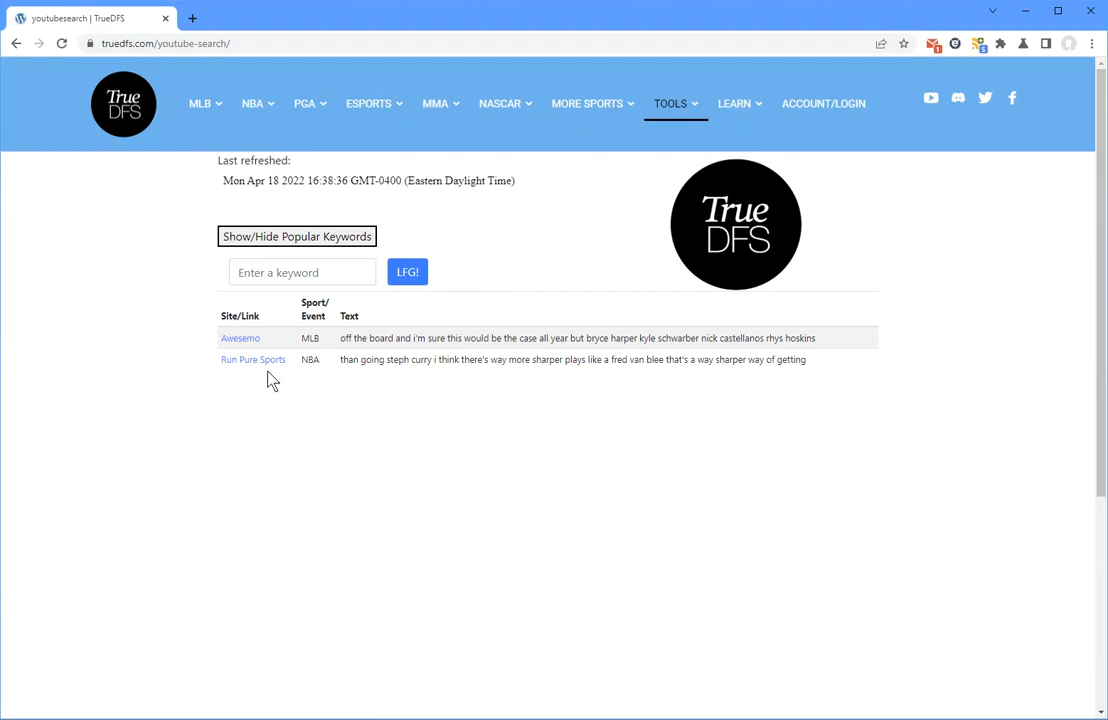 youtubesearch | TrueDFS
truedfs.com/youtube-search/
1
5
True
DFS
MLB
NBA
PGA
ESPORTS
MMA
NASCAR
MORE SPORTS
TOOLS
LEARN
ACCOUNT/LOGIN
Last refreshed:
Mon Apr 18 2022 16:38:36 GMT-0400 (Eastern Daylight Time)
True
DFS
Show/Hide Popular Keywords
Enter a keyword
LFG!
Site/Link
Sport/
Event
Text
Awesemo
MLB
off the board and i'm sure this would be the case all year but bryce harper kyle schwarber nick castellanos rhys hoskins
Run Pure Sports
NBA
than going steph curry i think there's way more sharper plays like a fred van blee that's a way sharper way of getting